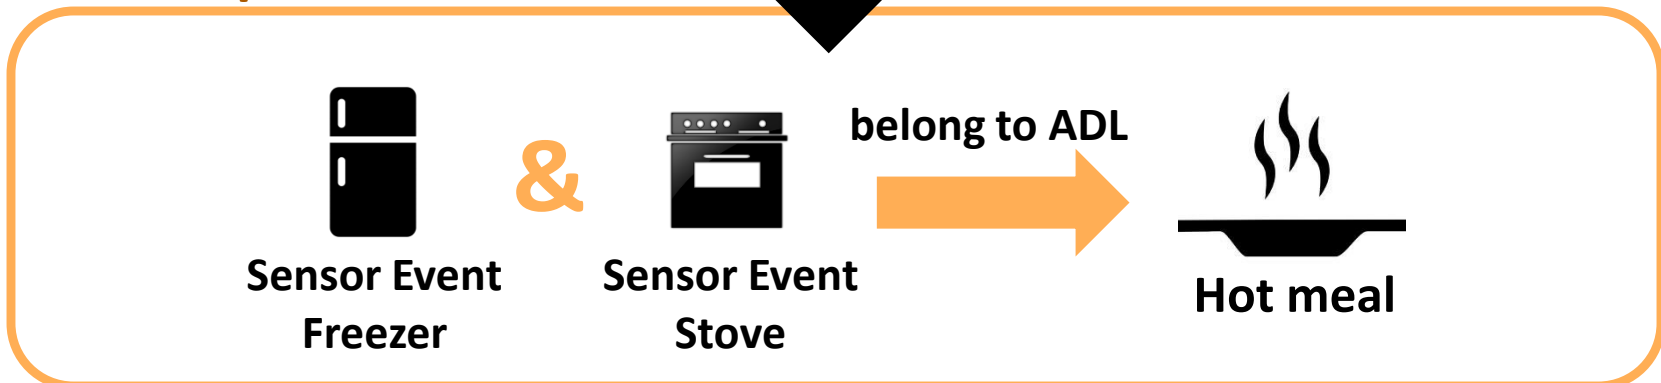 &
belong to ADL
Sensor Event
Freezer
Sensor Event
Stove
Hot meal